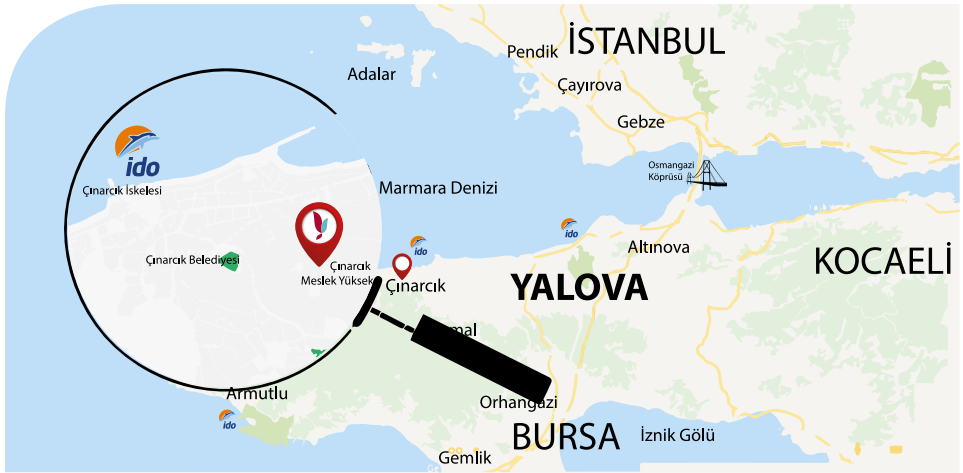 İSTANBUL
Pendik
Adalar
Çayırova
Gebze
ido
Çınarcık İskelesi
Osmangazi
Köprüsü
Marmara Denizi
ido
ido
Altınova
Çınarcık Belediyesi
Çınarcık
Meslek Yüksek
Çınarcık
YALOVA
KOCAELİ
mal
Armutlu
ido
Orhangazi
BURSA
İznik Gölü
Gemlik